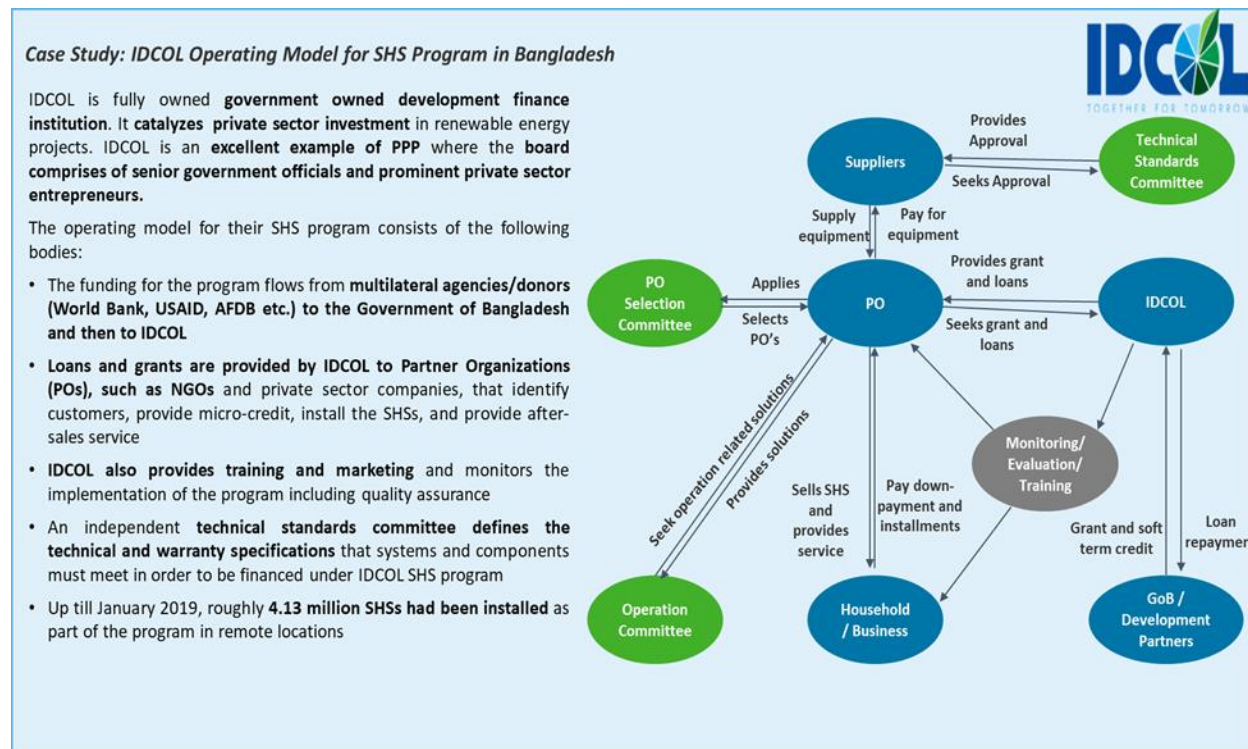 Case Study: IDCOL Operating Model for SHS Program in Bangladesh
IDCOL is fully owned government owned development finance
institution. It catalyzes private sector investment in renewable energy
projects. IDCOL is an excellent example of PPP where the board
comprises of senior government officials and prominent private sector
entrepreneurs.
The operating model for their SHS program consists of the following
bodies:
• The funding for the program flows from multilateral agencies/donors
(World Bank, USAID, AFDB etc.) to the Government of Bangladesh
and then to IDCOL
• Loans and grants are provided by IDCOL to Partner Organizations
(POs), such as NGOs and private sector companies, that identify
customers, provide micro-credit, install the SHSs, and provide after-
sales service
• IDCOL also provides training and marketing and monitors the
implementation of the program including quality assurance
• An independent technical standards committee defines the
technical and warranty specifications that systems and components
must meet in order to be financed under IDCOL SHS program
• Up till January 2019, roughly 4.13 million SHSs had been installed as
part of the program in remote locations
IDCOL
TOGETHER FOR TOMORROW
Suppliers
Provides
Approval
Seeks Approval
Technical
Standards
Committee
Supply
equipment
Pay for
equipment
PO
Selection
Committee
Applies
Selects
PO's
PO
Provides grant
and loans
Seeks grant and
loans
IDCOL
Seek operation related solutions
Provides solutions
Sells SHS
and
provides
service
Pay down-
payment and
installments
Monitoring/
Evaluation/
Training
Grant and soft
term credit
Loan
repaymen
Operation
Committee
Household
/ Business
GoB /
Development
Partners